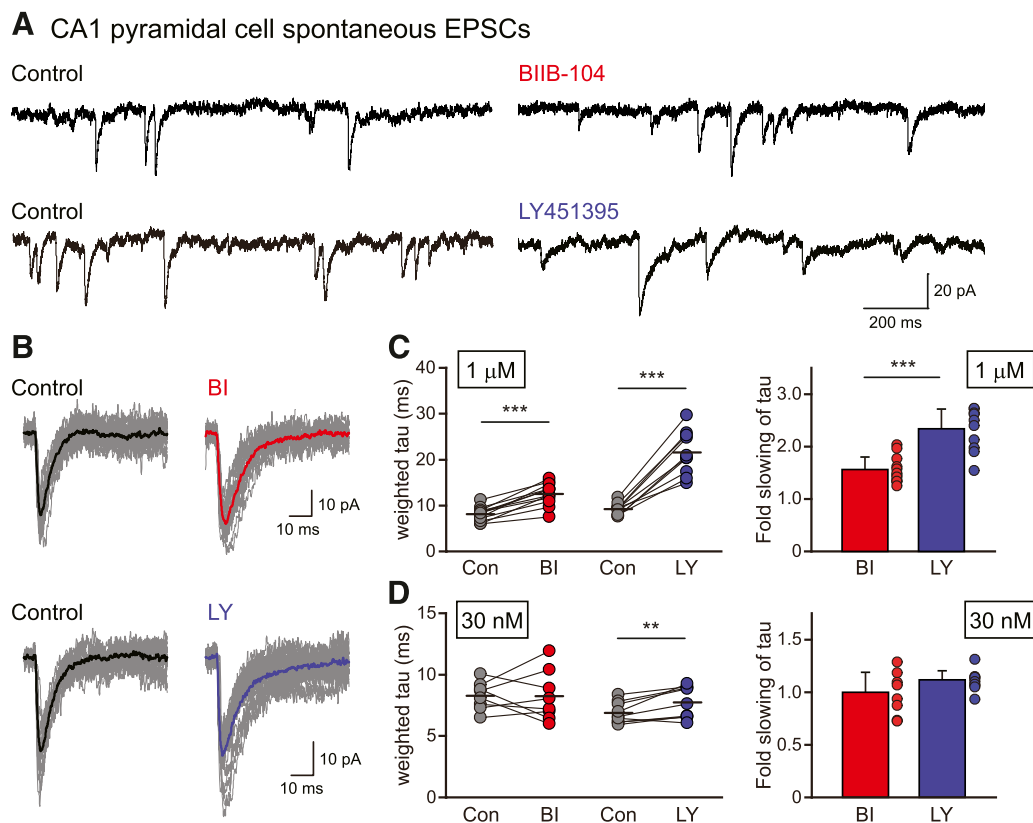 A CA1 pyramidal cell spontaneous EPSCs
Control
BIIB-104
Control
LY451395
20 pA
200 ms
B
Control
BI
10 pA
10 ms
Control
LY
10 pA
10 ms
C
1 μM
weighted tau (ms)
40
30
20
10
0
***
***
Con
BI
Con
LY
1 μM
Fold slowing of tau
3.0
2.0
1.0
0
***
BI
LY
D
30 nM
weighted tau (ms)
15
10
5
0
**
Con
BI
Con
LY
30 nM
Fold slowing of tau
1.5
1.0
0.5
0
BI
LY